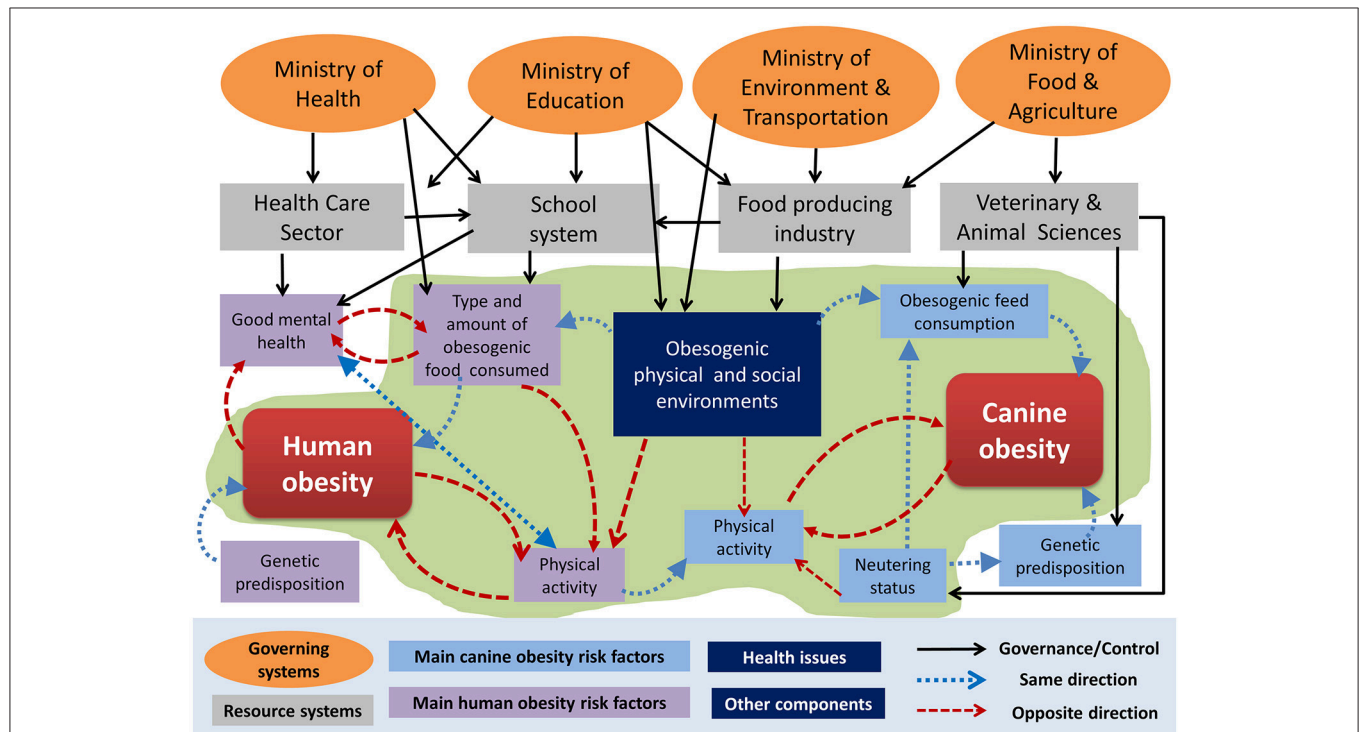 Ministry of
Health
Ministry of
Education
Ministry of
Environment &
Transportation
Ministry of
Food &
Agriculture
Health Care
Sector
School
system
Food producing
industry
Veterinary &
Animal Sciences
Good mental
health
Type and
amount of
obesogenic
food consumed
Obesogenic
physical and social
environments
Obesogenic feed
consumption
Human
obesity
Canine
obesity
Genetic
predisposition
Physical
activity
Physical
activity
Neutering
status
Genetic
predisposition
Governing
systems
Resource systems
Main canine obesity risk factors
Main human obesity risk factors
Health issues
Other components
Governance/Control
Same direction
Opposite direction